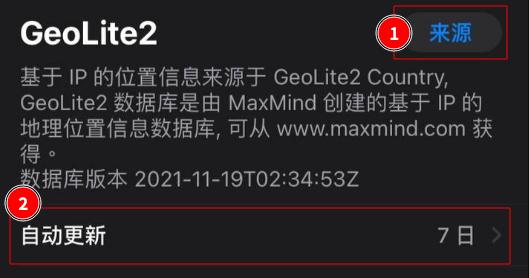 GeoLite2
1
来源
基于 IP 的位置信息来源于 GeoLite2 Country,
GeoLite2 数据库是由 MaxMind 创建的基于 IP 的
地理位置信息数据库, 可从 www.maxmind.com 获
得。
数据库版本 2021-11-19T02:34:53Z
2
自动更新 7 日